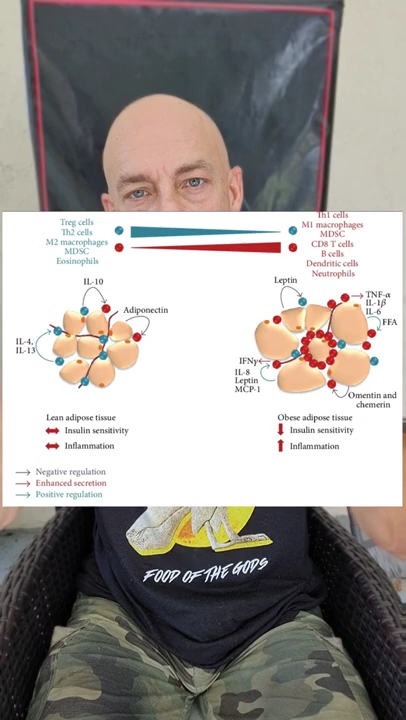 Treg cells
Th2 cells
M2 macrophages
MDSC
Eosinophils
Th1 cells
M1 macrophages
MDSC
CD8 T cells
B cells
Dendritic cells
Neutrophils
IL-10
Adiponectin
IL-4,
IL-13
Lean adipose tissue
Insulin sensitivity
Inflammation
Leptin
TNF-α
IL-1β
IL-6
FFA
IFNγ
IL-8
Leptin
MCP-1
Omentin and
chemerin
Obese adipose tissue
Insulin sensitivity
Inflammation
Negative regulation
Enhanced secretion
Positive regulation
FOOD OF THE GODS